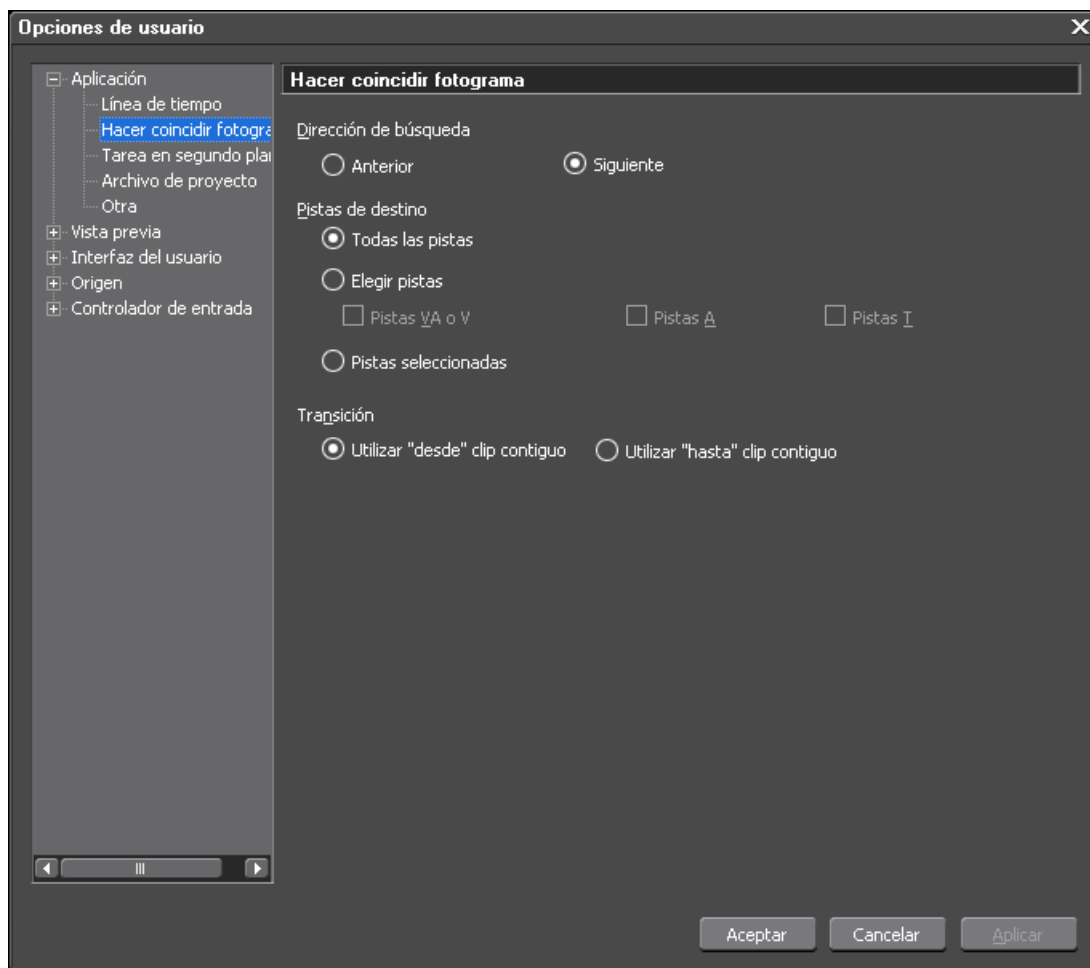 Opciones de usuario
Aplicación
Línea de tiempo
Hacer coincidir fotogra
Tarea en segundo pla
Archivo de proyecto
Otra
Vista previa
Interfaz del usuario
Origen
Controlador de entrada
Hacer coincidir fotograma
Dirección de búsqueda
Anterior
Siguiente
Pistas de destino
Todas las pistas
Elegir pistas
Pistas VA o V
Pistas A
Pistas T
Pistas seleccionadas
Transición
Utilizar "desde" clip contiguo
Utilizar "hasta" clip contiguo
Aceptar
Cancelar
Aplicar